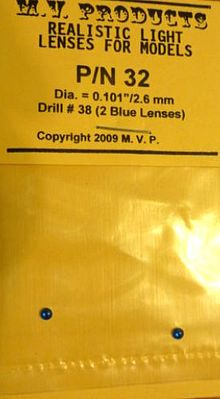 M.V. PRODUCTS
REALISTIC LIGHT
LENSES FOR MODELS
P/N 32
Dia. = 0.101"/2.6 mm
Drill # 38 (2 Blue Lenses)
Copyright 2009 M. V. P.